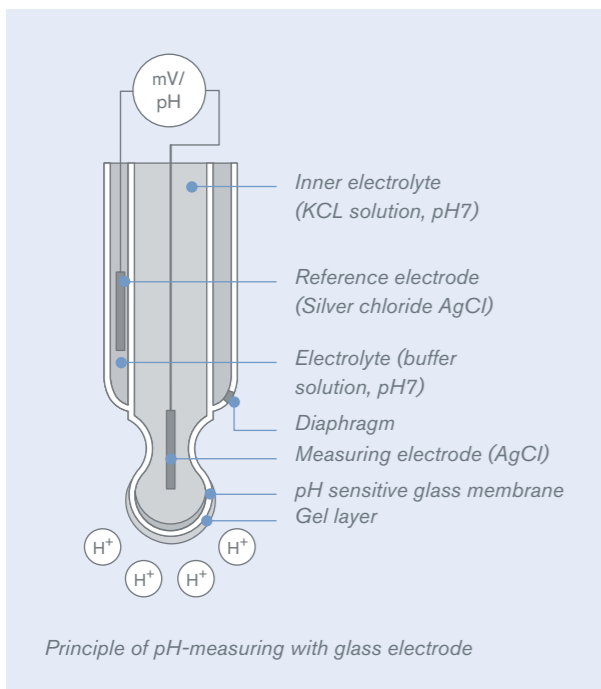 mV/
pH
Inner electrolyte
(KCL solution, pH7)
Reference electrode
(Silver chloride AgCl)
Electrolyte (buffer
solution, pH7)
Diaphragm
Measuring electrode (AgCl)
pH sensitive glass membrane
Gel layer
H⁺
H⁺
H⁺
H⁺
Principle of pH-measuring with glass electrode